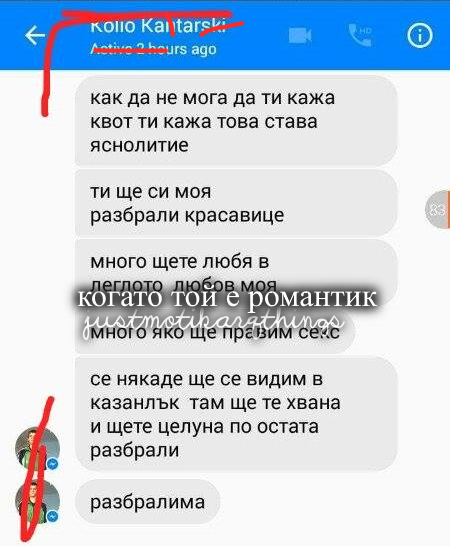 Kolio Kantarski
Active 2 hours ago
HD
как да не мога да ти кажа
квот ти кажа това става
яснолитие
83
ти ще си моя
разбрали красавице
много щете любя в
леглото любов моя
когато той е романтик
justmotikarqthings
много яко ще правим секс
се някаде ще се видим в
казанлък там ще те хвана
и щете целуна по остата
разбрали
разбралима